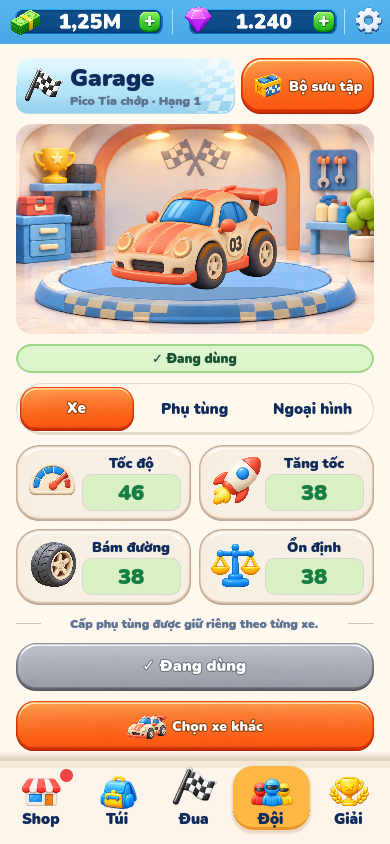 1,25M
1.240
Garage
Pico Tia chớp · Hạng 1
Bộ sưu tập
03
✓ Đang dùng
Xe
Phụ tùng
Ngoại hình
Tốc độ
46
Tăng tốc
38
Bám đường
38
Ổn định
38
Cấp phụ tùng được giữ riêng theo từng xe.
✓ Đang dùng
Chọn xe khác
Shop
Túi
Đua
Đội
Giải